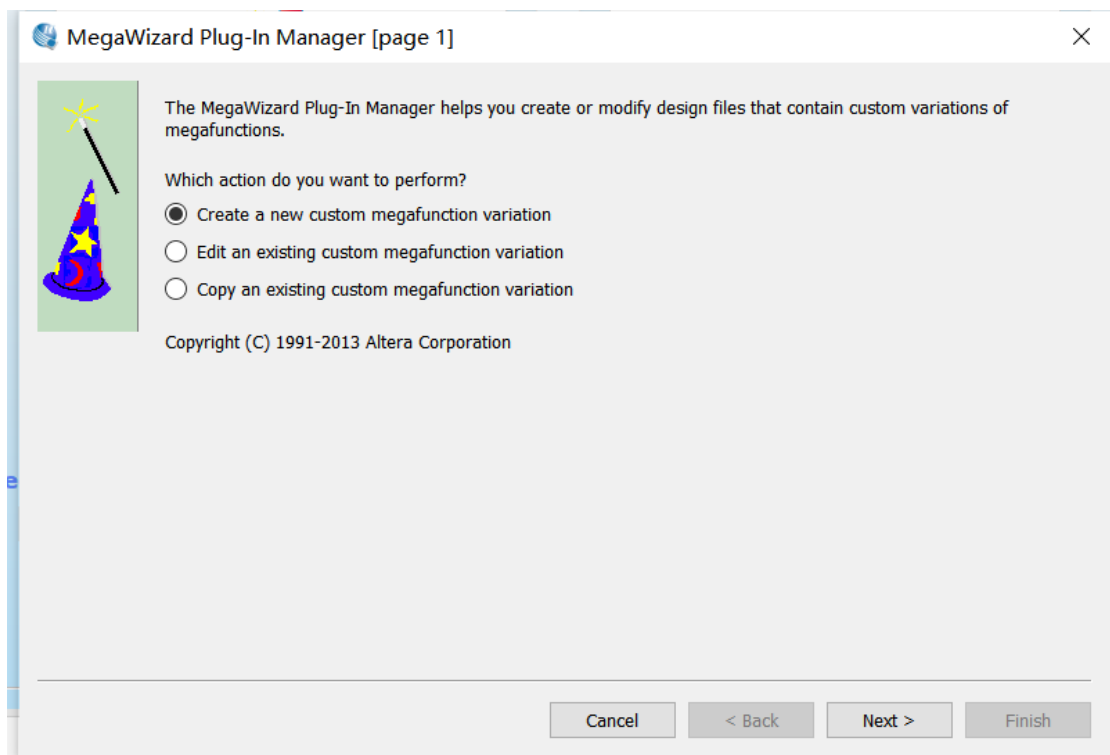 MegaWizard Plug-In Manager [page 1]
The MegaWizard Plug-In Manager helps you create or modify design files that contain custom variations of
megafunctions.
Which action do you want to perform?
Create a new custom megafunction variation
Edit an existing custom megafunction variation
Copy an existing custom megafunction variation
Copyright (C) 1991-2013 Altera Corporation
e
Cancel
< Back
Next >
Finish